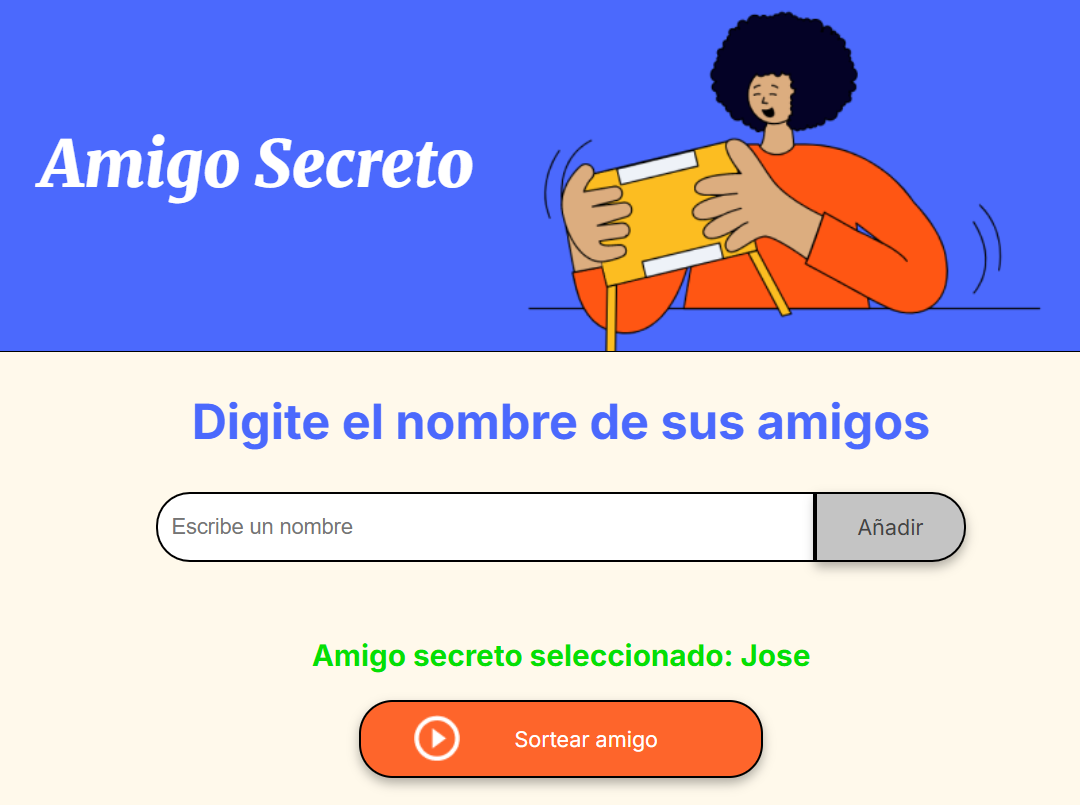 Amigo Secreto
Digite el nombre de sus amigos
Escribe un nombre
Añadir
Amigo secreto seleccionado: Jose
Sortear amigo